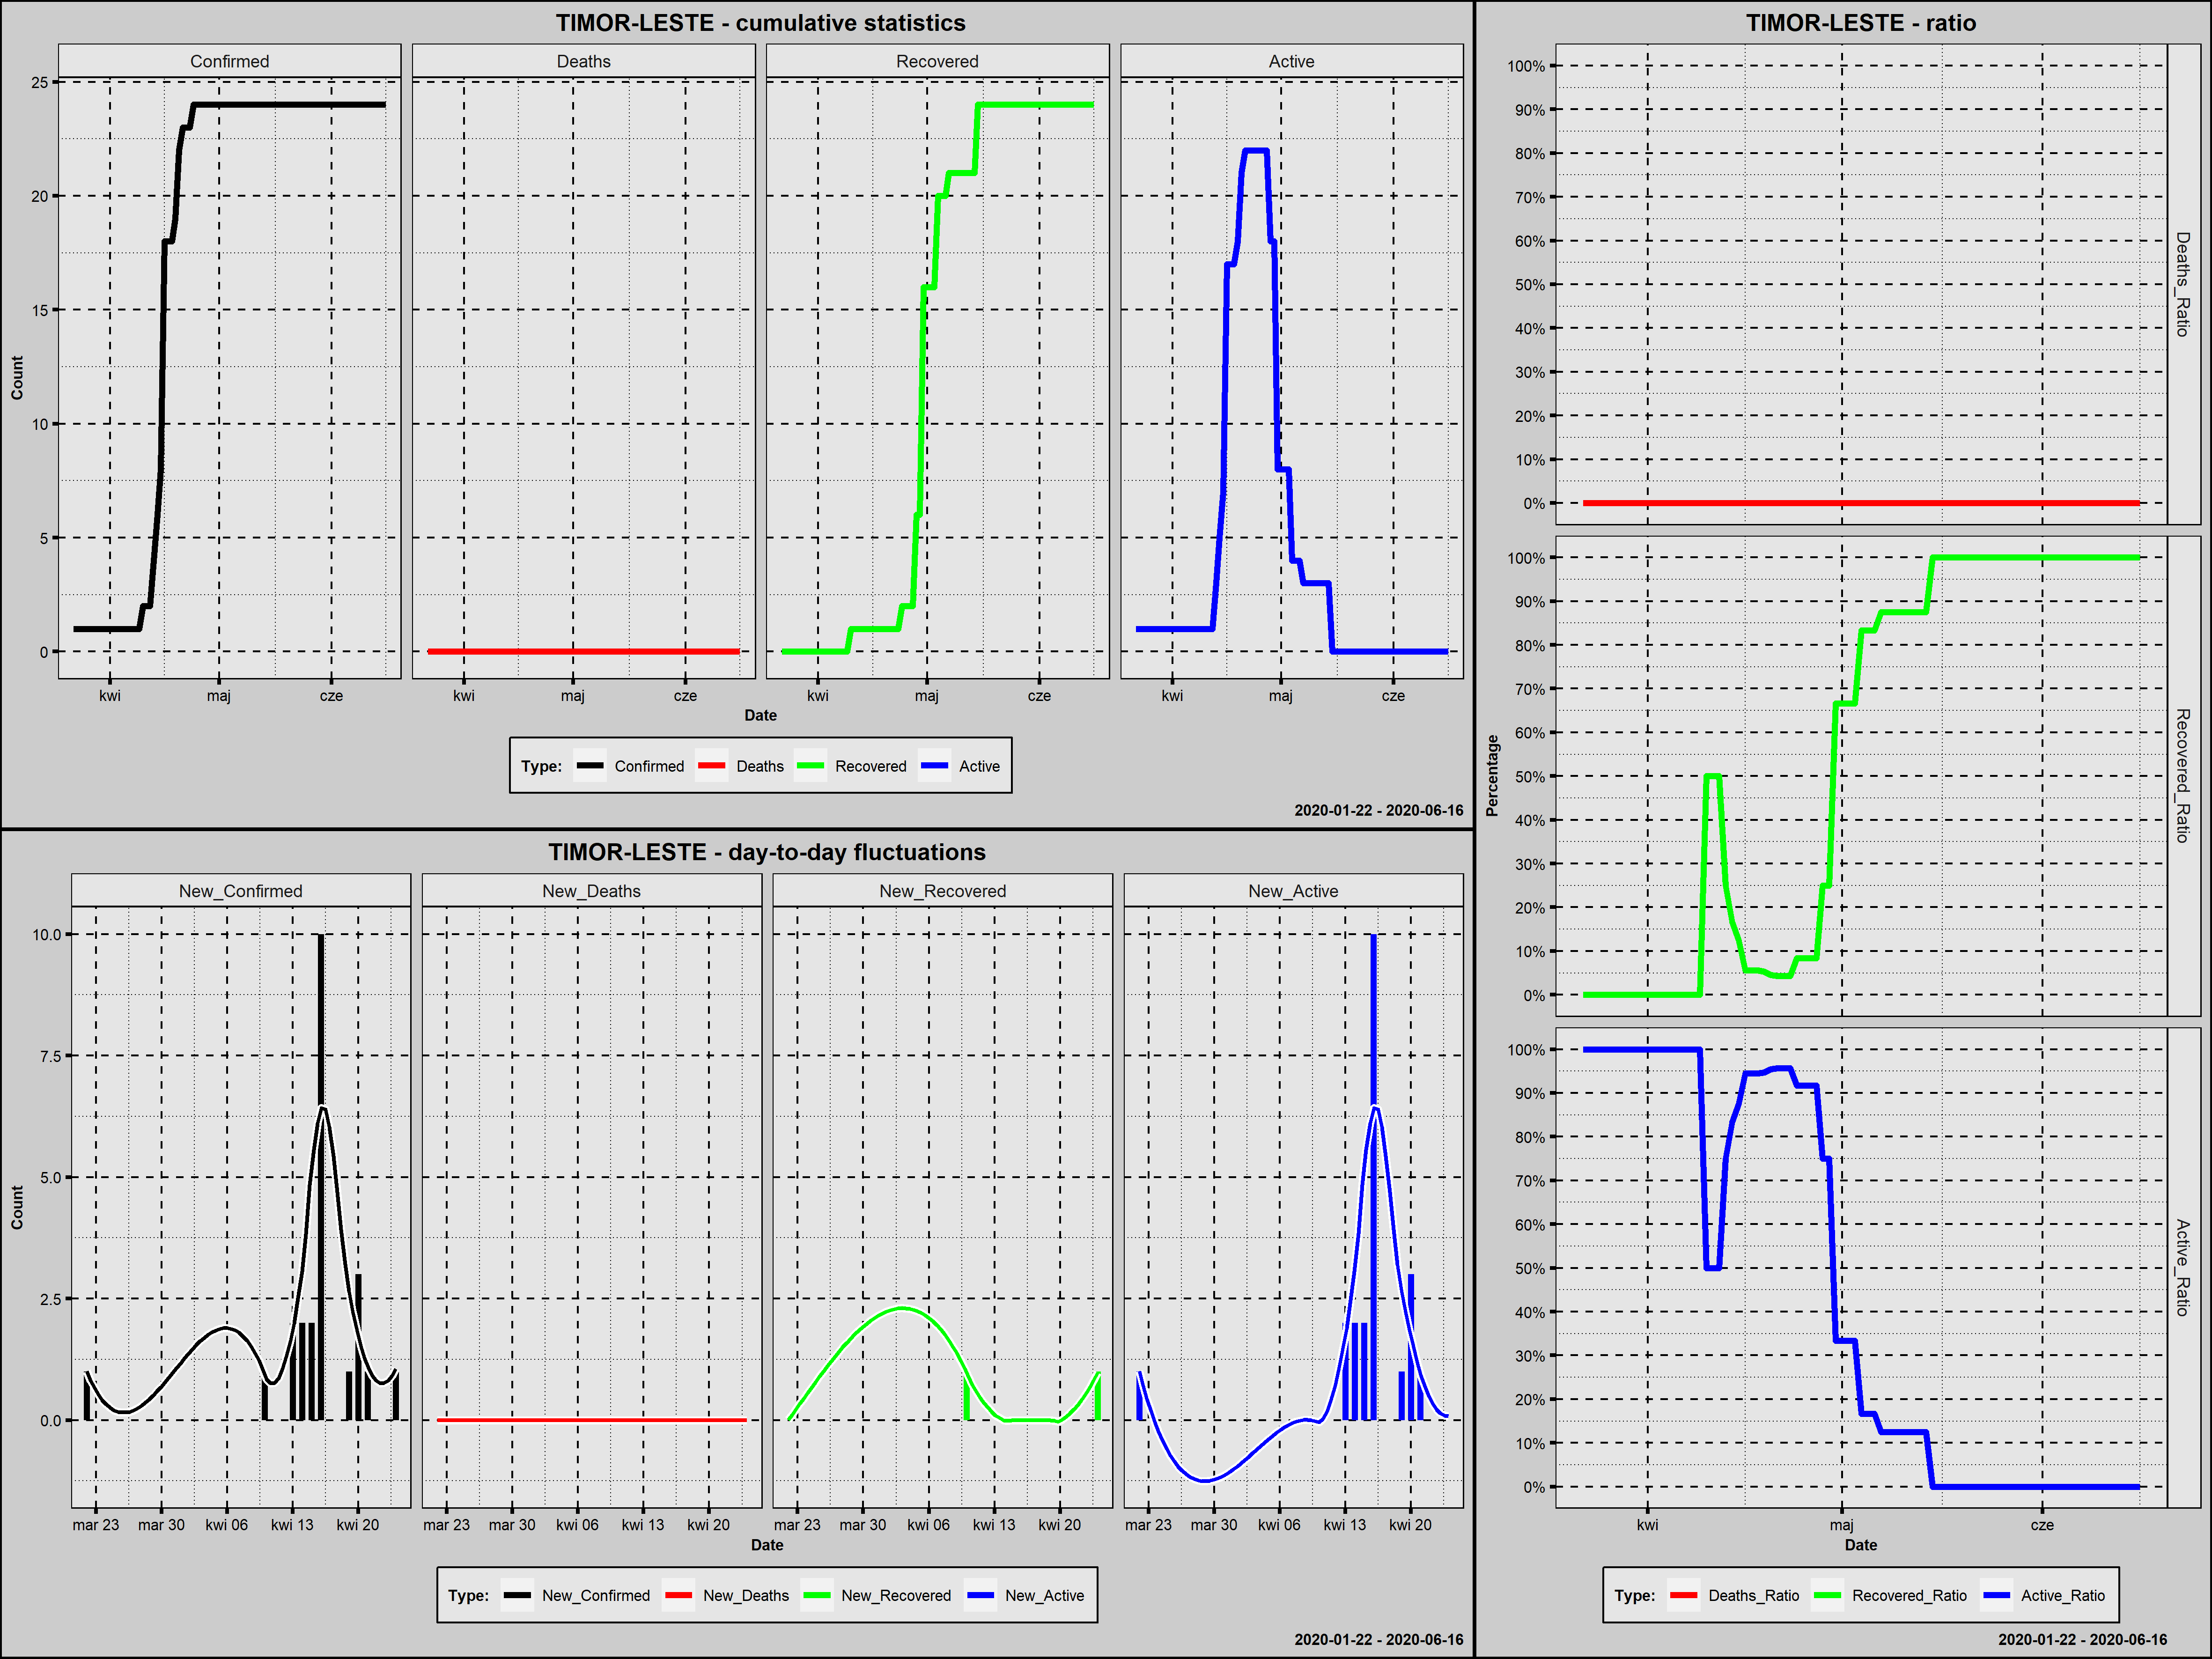 TIMOR-LESTE - cumulative statistics
Confirmed Deaths Recovered Active
Count
25
20
15
10
5
0
kwi maj cze kwi maj cze kwi maj cze kwi maj cze
Date
Type: Confirmed Deaths Recovered Active
2020-01-22 - 2020-06-16
TIMOR-LESTE - day-to-day fluctuations
New_Confirmed New_Deaths New_Recovered New_Active
Count
10.0
7.5
5.0
2.5
0.0
mar 23 mar 30 kwi 06 kwi 13 kwi 20 mar 23 mar 30 kwi 06 kwi 13 kwi 20 mar 23 mar 30 kwi 06 kwi 13 kwi 20 mar 23 mar 30 kwi 06 kwi 13 kwi 20
Date
Type: New_Confirmed New_Deaths New_Recovered New_Active
2020-01-22 - 2020-06-16
TIMOR-LESTE - ratio
Percentage
100%
90%
80%
70%
60%
50%
40%
30%
20%
10%
0%
Deaths_Ratio
100%
90%
80%
70%
60%
50%
40%
30%
20%
10%
0%
Recovered_Ratio
100%
90%
80%
70%
60%
50%
40%
30%
20%
10%
0%
Active_Ratio
kwi maj cze
Date
Type: Deaths_Ratio Recovered_Ratio Active_Ratio
2020-01-22 - 2020-06-16